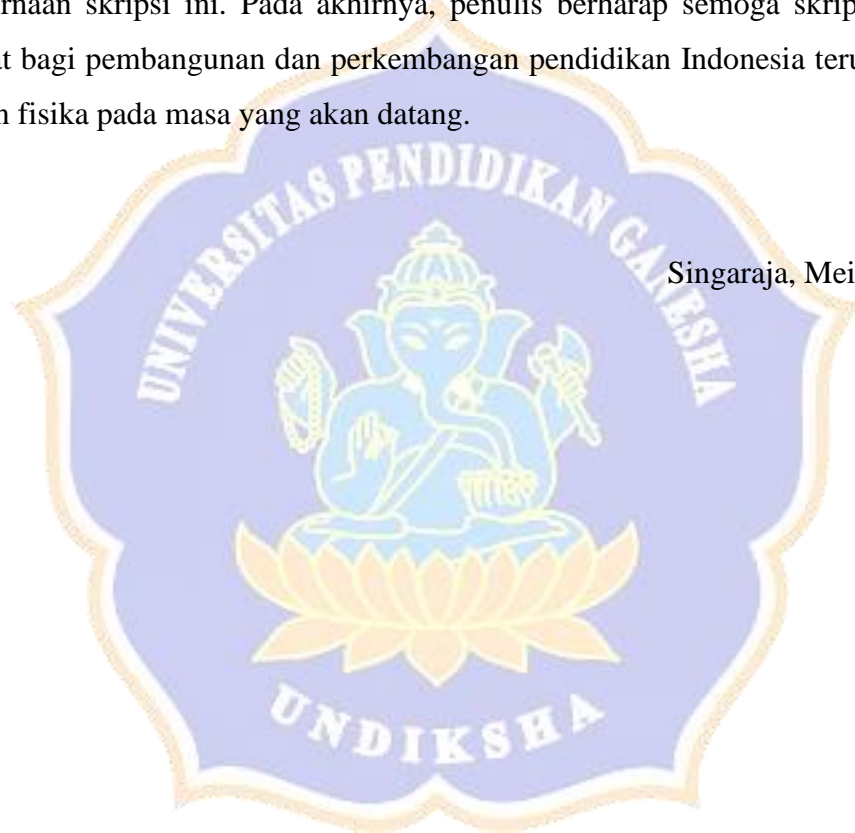 rnaan skripsi ini. Pada akhirnya, penulis berharap semoga skrip
t bagi pembangunan dan perkembangan pendidikan Indonesia teru
n fisika pada masa yang akan datang.
UNIVERSITAS PENDIDIKAN GANESHA
Singaraja, Mei
UNDIKSHA